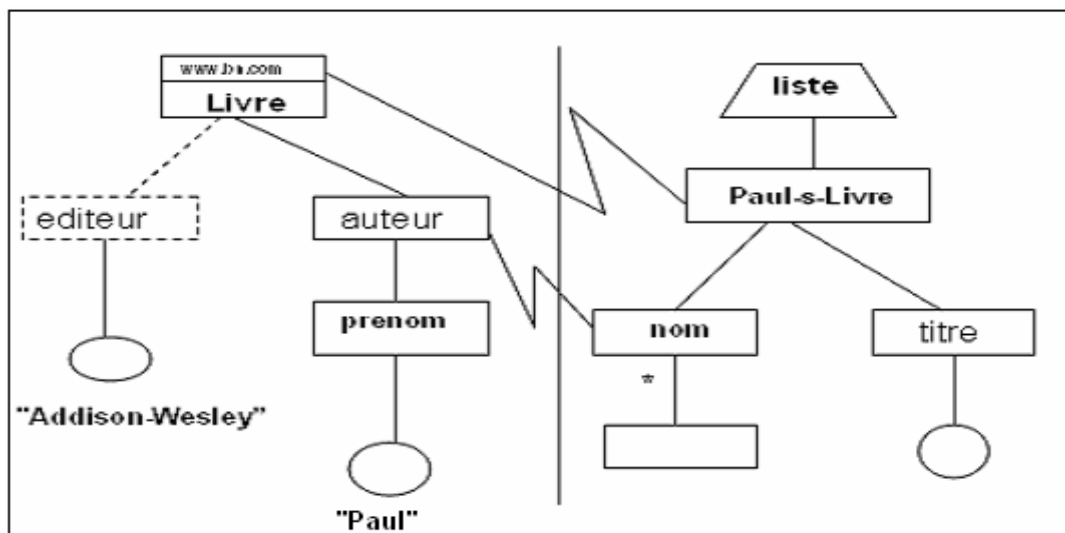 www.bn.com
Livre
editeur
"Addison-Wesley"
auteur
prenom
"Paul"
liste
Paul-s-Livre
nom
*
titre